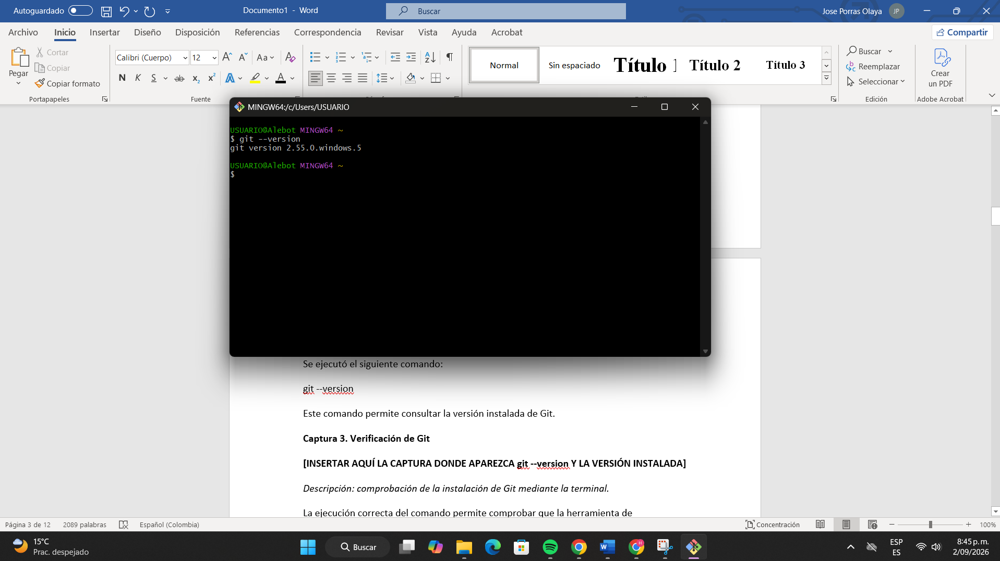 Autoguardado
Documento1 - Word
Buscar
Jose Porras Olaya
JP
Archivo
Inicio
Insertar
Diseño
Disposición
Referencias
Correspondencia
Revisar
Vista
Ayuda
Acrobat
Compartir
Pegar
Cortar
Copiar
Copiar formato
Portapapeles
Calibri (Cuerpo)
12
Fuente
Normal
Sin espaciado
Título 1
Título 2
Título 3
Buscar
Reemplazar
Seleccionar
Edición
Crear
un PDF
Adobe Acrobat
MINGW64:/c/Users/USUARIO
USUARIO@Alebot MINGW64 ~
$ git --version
git version 2.55.0.windows.5
USUARIO@Alebot MINGW64 ~
$
Se ejecutó el siguiente comando:
git --version
Este comando permite consultar la versión instalada de Git.
Captura 3. Verificación de Git
[INSERTAR AQUÍ LA CAPTURA DONDE APAREZCA git --version Y LA VERSIÓN INSTALADA]
Descripción: comprobación de la instalación de Git mediante la terminal.
La ejecución correcta del comando permite comprobar que la herramienta de
Página 3 de 12
2089 palabras
Español (Colombia)
Concentración
100%
15°C
Prac. despejado
Buscar
ESP
ES
8:45 p. m.
2/09/2026